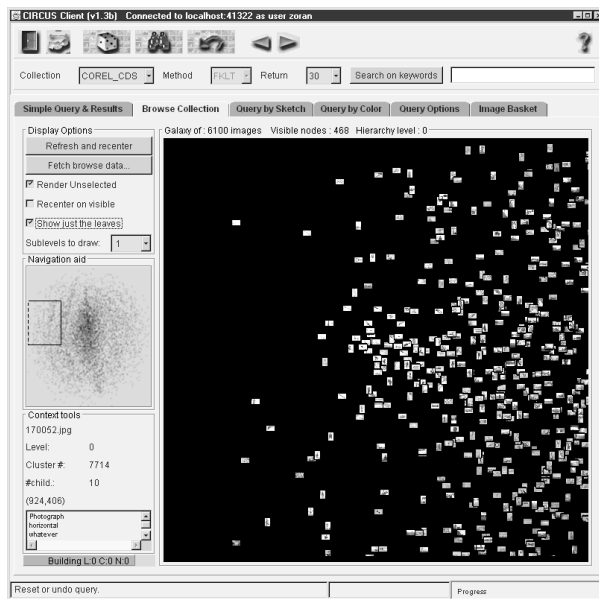 CIRCUS Client (v1.3b) Connected to localhost:41322 as user zoran
?
Collection COREL_CDS Method FKLT Return 30 Search on keywords
Simple Query & Results Browse Collection Query by Sketch Query by Color Query Options Image Basket
Display Options
Refresh and recenter
Fetch browse data...
Render Unselected
Recenter on visible
Show just the leaves
Sublevels to draw: 1
Navigation aid
Galaxy of : 6100 images Visible nodes : 468 Hierarchy level : 0
Context tools
170052.jpg
Level: 0
Cluster #: 7714
#child.: 10
(924,406)
Photograph
horizontal
whatever
Building L:0 C:0 N:0
Reset or undo query.
Progress